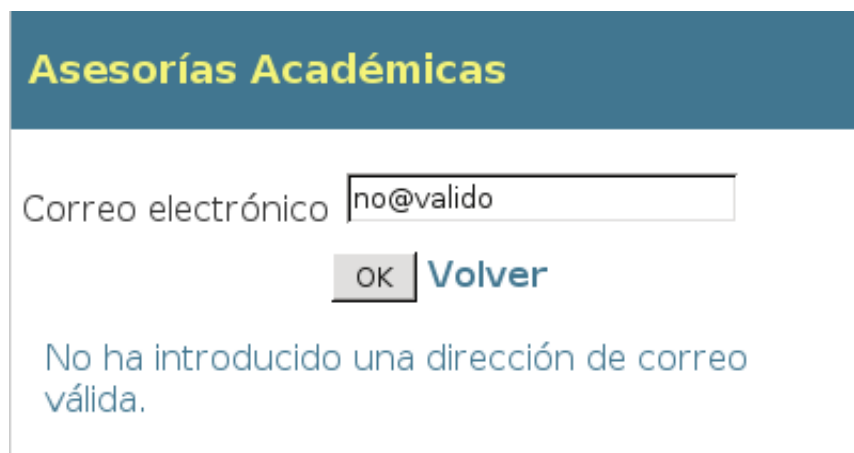 Asesorías Académicas
Correo electrónico no@valido
OK Volver
No ha introducido una dirección de correo
válida.